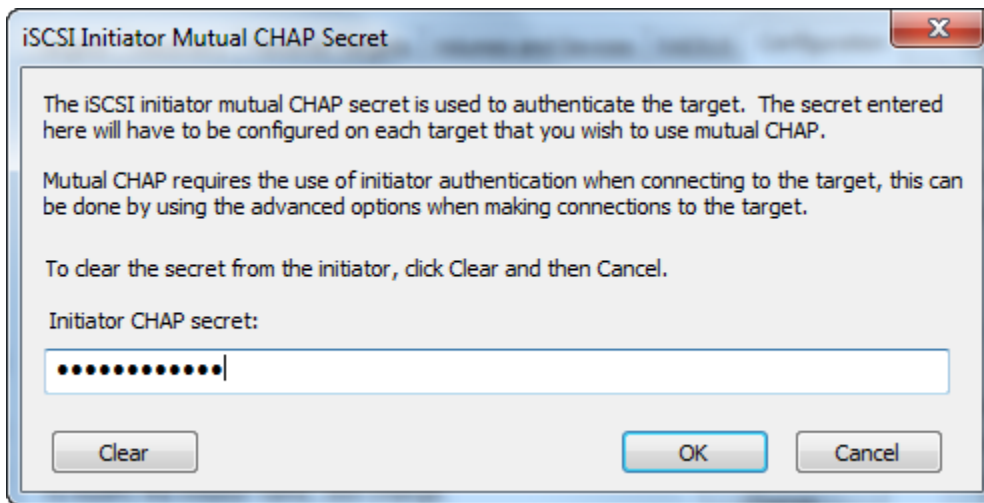 iSCSI Initiator Mutual CHAP Secret
The iSCSI initiator mutual CHAP secret is used to authenticate the target. The secret entered
here will have to be configured on each target that you wish to use mutual CHAP.
Mutual CHAP requires the use of initiator authentication when connecting to the target, this can
be done by using the advanced options when making connections to the target.
To clear the secret from the initiator, click Clear and then Cancel.
Initiator CHAP secret:
••••••••••••
Clear
OK
Cancel